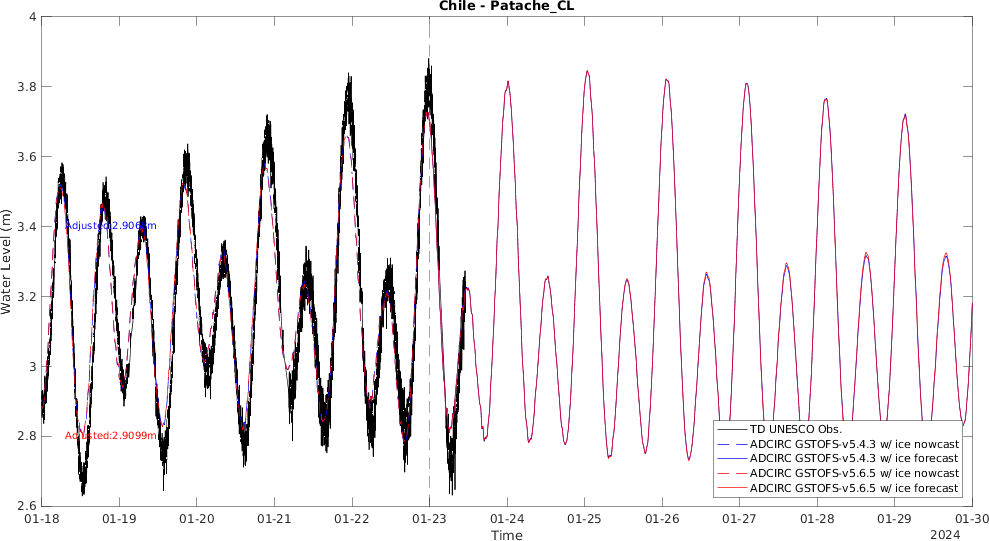 Chile - Patache_CL
Water Level (m)
4
3.8
3.6
3.4
3.2
3
2.8
2.6
Adjusted:2.9099m
TD UNESCO Obs.
ADCIRC GSTOFS-v5.4.3 w/ ice nowcast
ADCIRC GSTOFS-v5.4.3 w/ ice forecast
ADCIRC GSTOFS-v5.6.5 w/ ice nowcast
ADCIRC GSTOFS-v5.6.5 w/ ice forecast
01-18 01-19 01-20 01-21 01-22 01-23 01-24 01-25 01-26 01-27 01-28 01-29 01-30
Time
2024